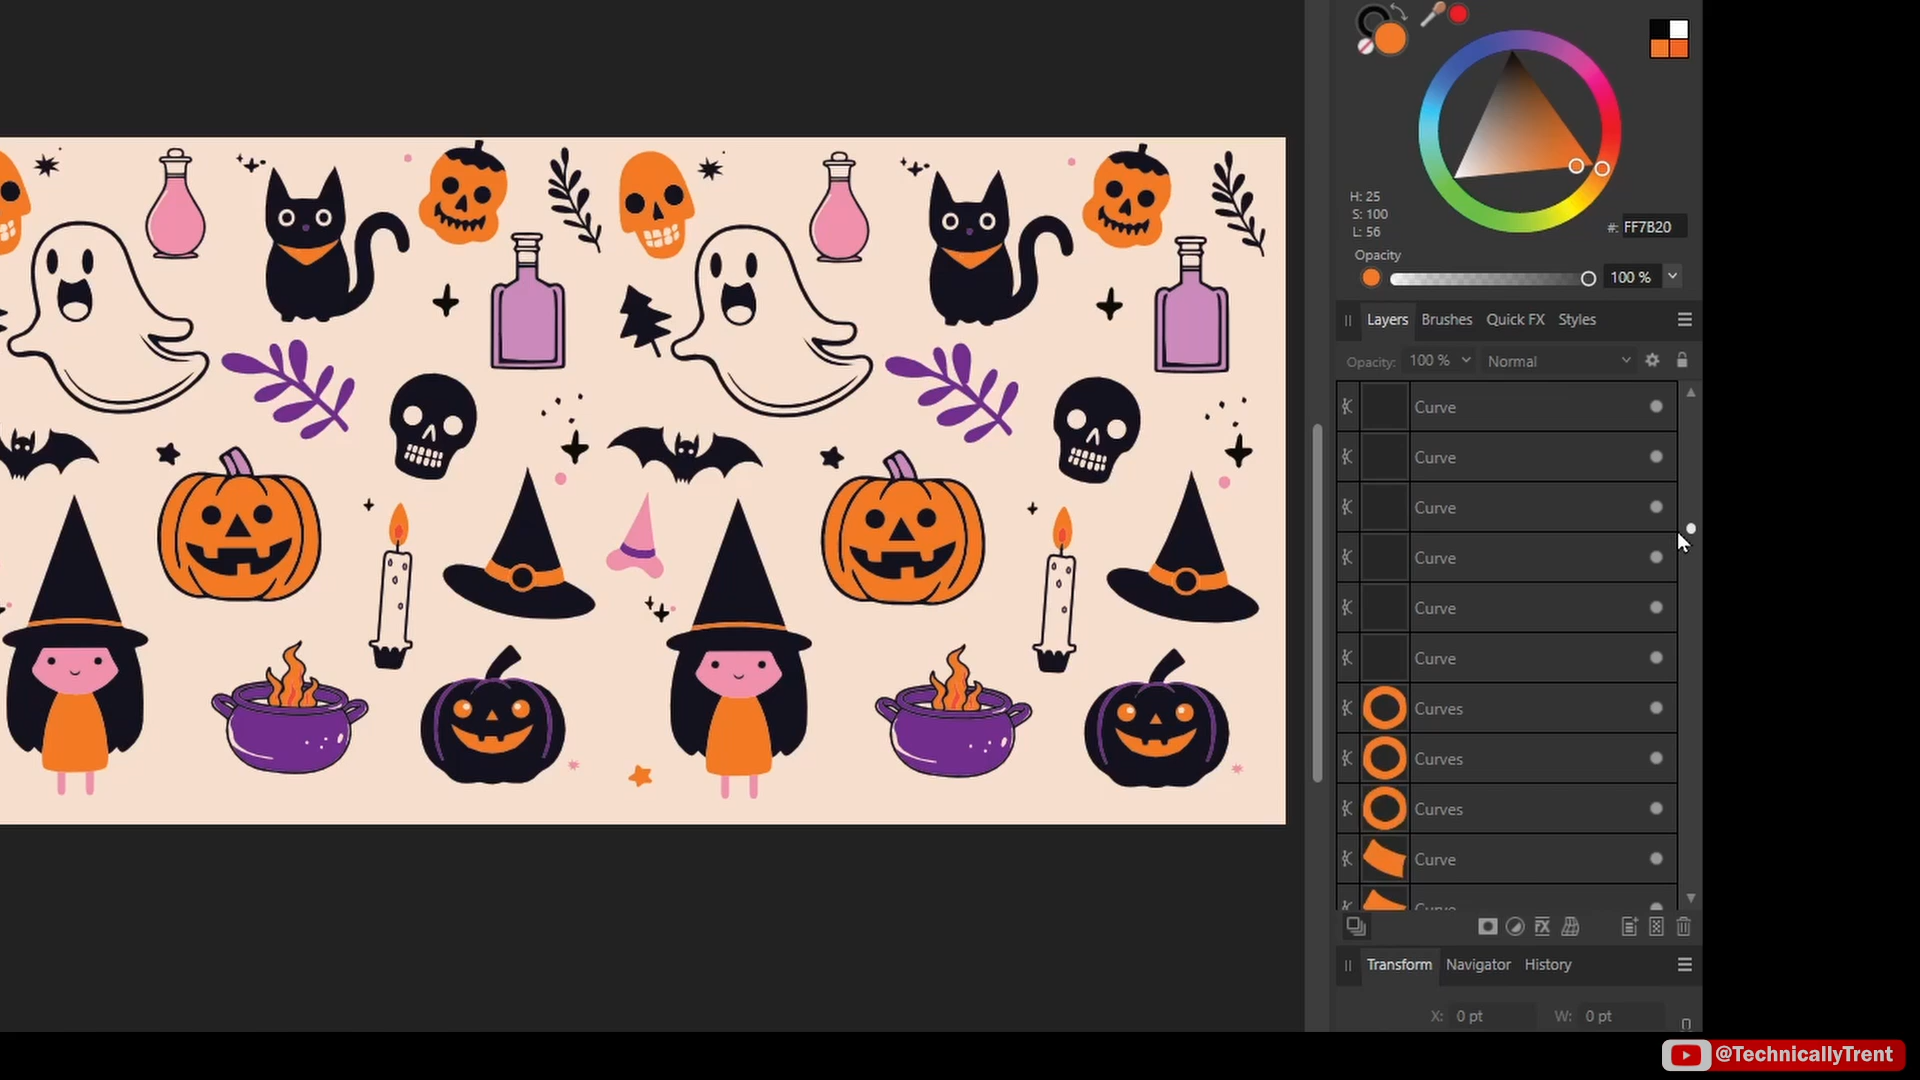 H: 25
S: 100
L: 56
#: FF7B20
Opacity
100 %
Layers Brushes Quick FX Styles
Opacity: 100 % Normal
Curve
Curve
Curve
Curve
Curve
Curve
Curves
Curves
Curves
Curve
Curve
FX
Transform Navigator History
X: 0 pt W: 0 pt
@TechnicallyTrent